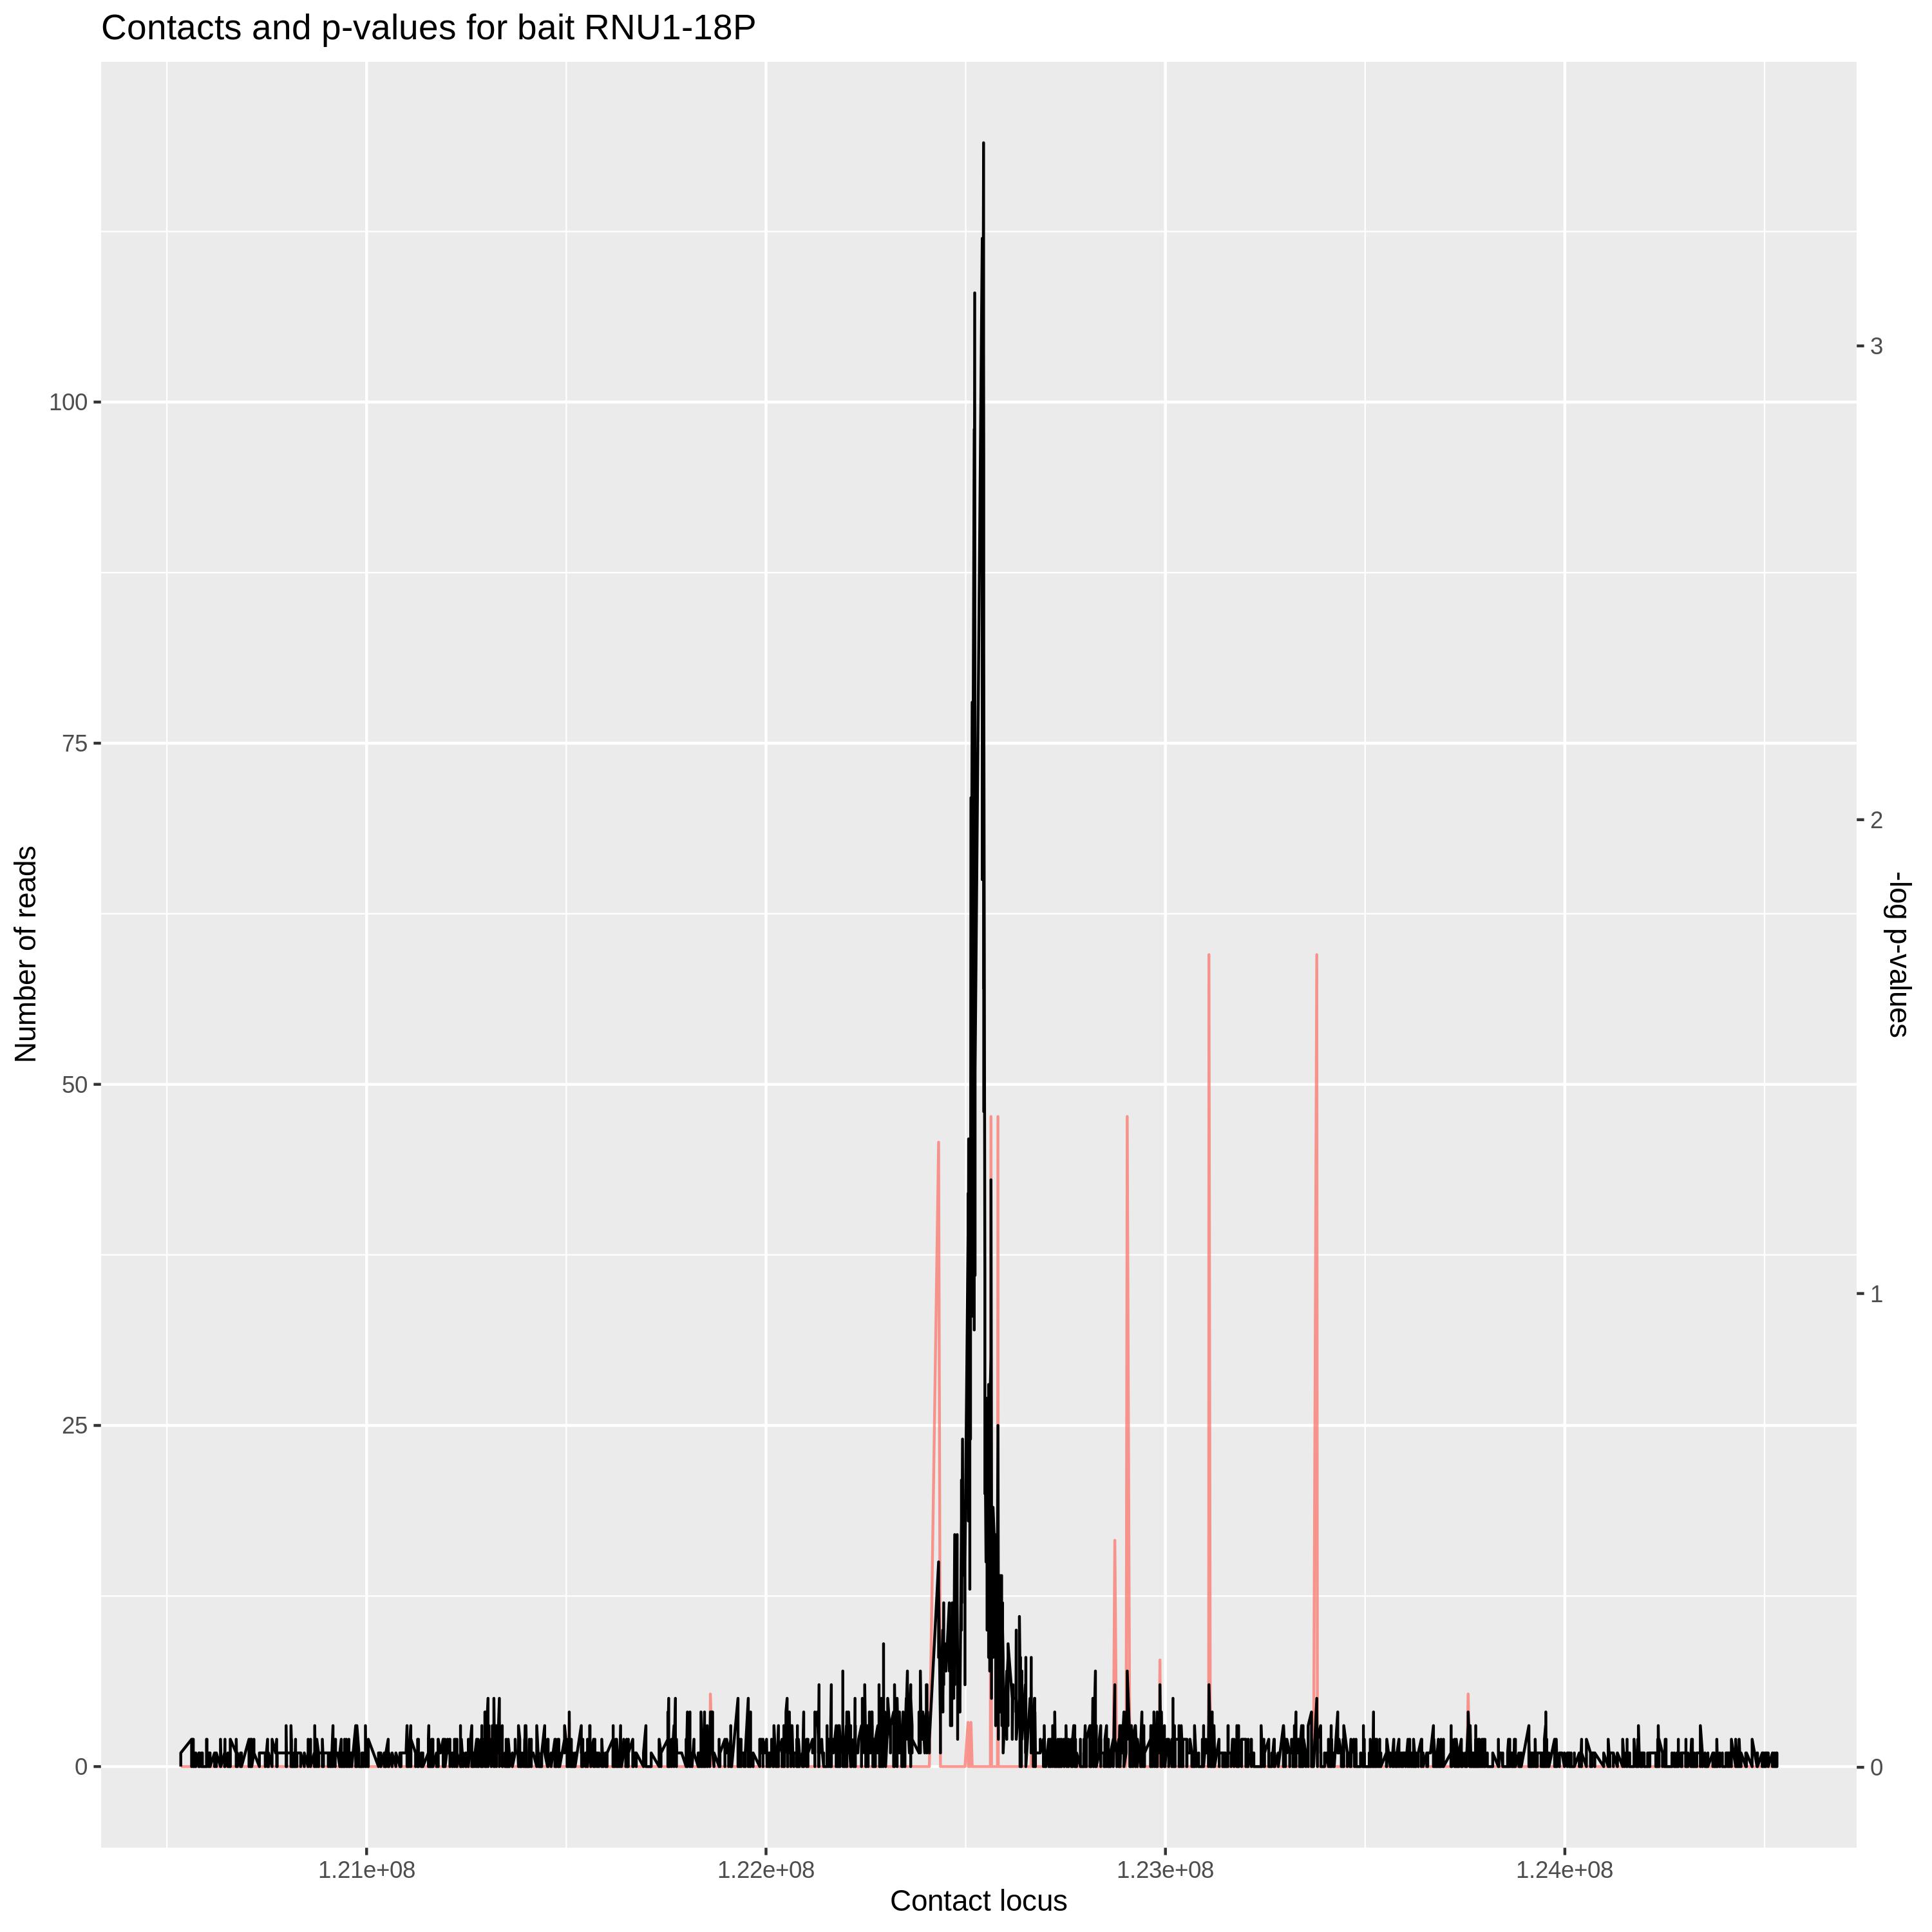 Contacts and p-values for bait RNU1-18P
Number of reads
100
75
50
25
0
3
2
1
0
-log p-values
1.21e+08
1.22e+08
1.23e+08
1.24e+08
Contact locus